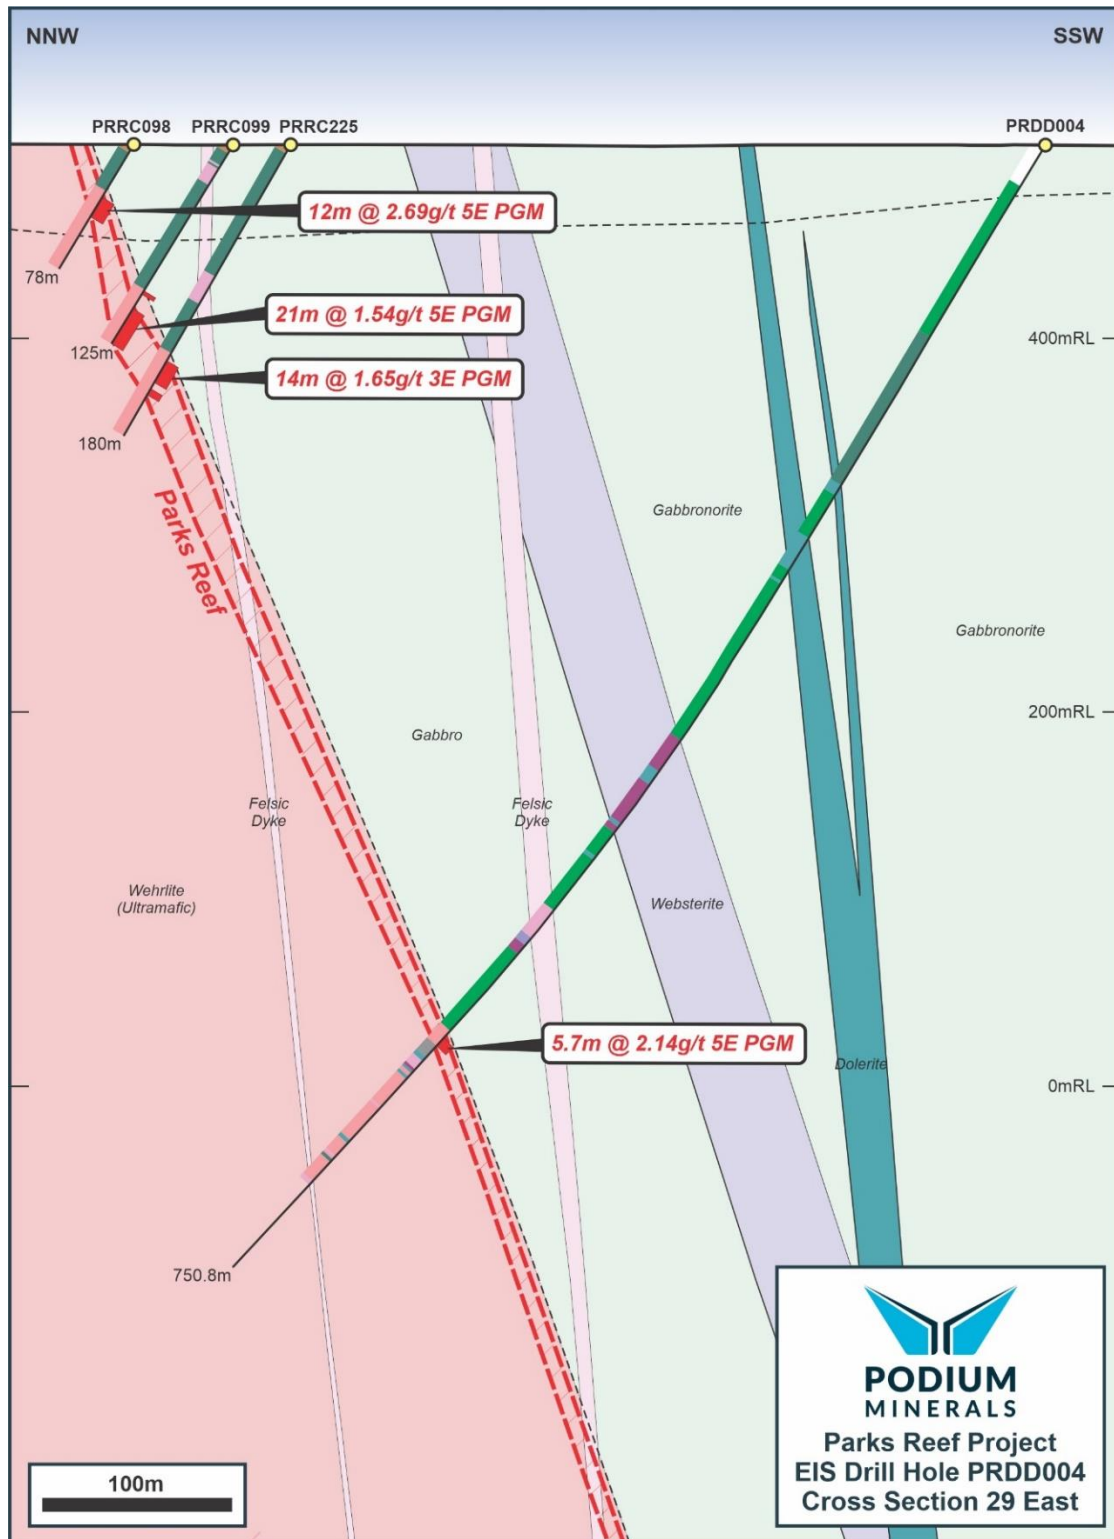 NNW
SSW
PRRC098
PRRC099
PRRC225
PRDD004
12m @ 2.69g/t 5E PGM
78m
21m @ 1.54g/t 5E PGM
125m
400mRL
14m @ 1.65g/t 3E PGM
180m
Parks Reef
Gabbronorite
Gabbronorite
200mRL
Gabbro
Felsic
Dyke
Felsic
Dyke
Wehrlite
(Ultramafic)
Websterite
5.7m @ 2.14g/t 5E PGM
Dolerite
0mRL
750.8m
100m
PODIUM
MINERALS
Parks Reef Project
EIS Drill Hole PRDD004
Cross Section 29 East